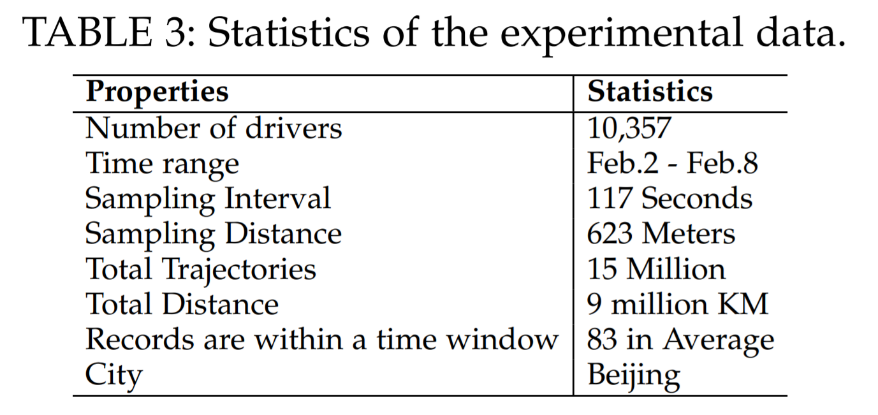 TABLE 3: Statistics of the experimental data.
Properties Statistics
Number of drivers 10,357
Time range Feb.2 - Feb.8
Sampling Interval 117 Seconds
Sampling Distance 623 Meters
Total Trajectories 15 Million
Total Distance 9 million KM
Records are within a time window 83 in Average
City Beijing